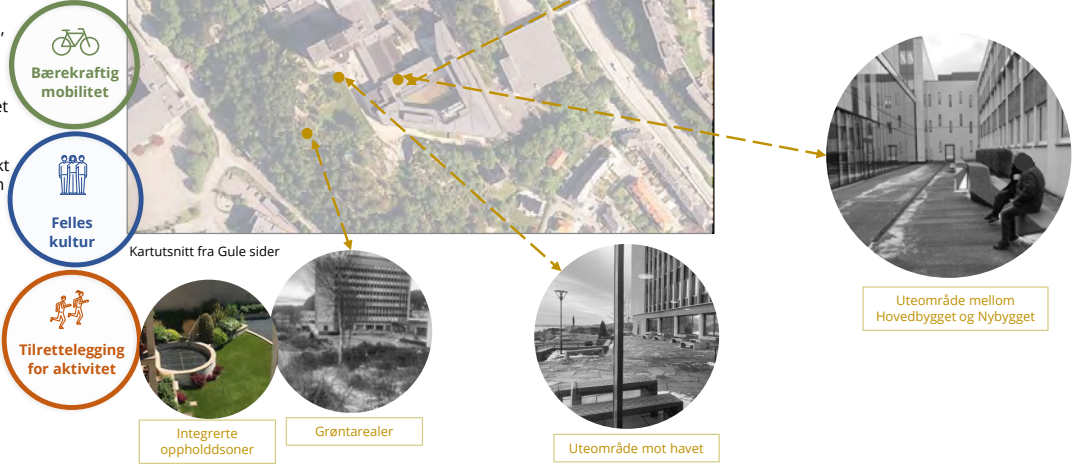 Bærekraftig
mobilitet
Felles
kultur
Tilrettelegging
for aktivitet
Kartutsnitt fra Gule sider
Integrerte
oppholddsoner
Grøntarealer
Uteområde mot havet
Uteområde mellom
Hovedbygget og Nybygget